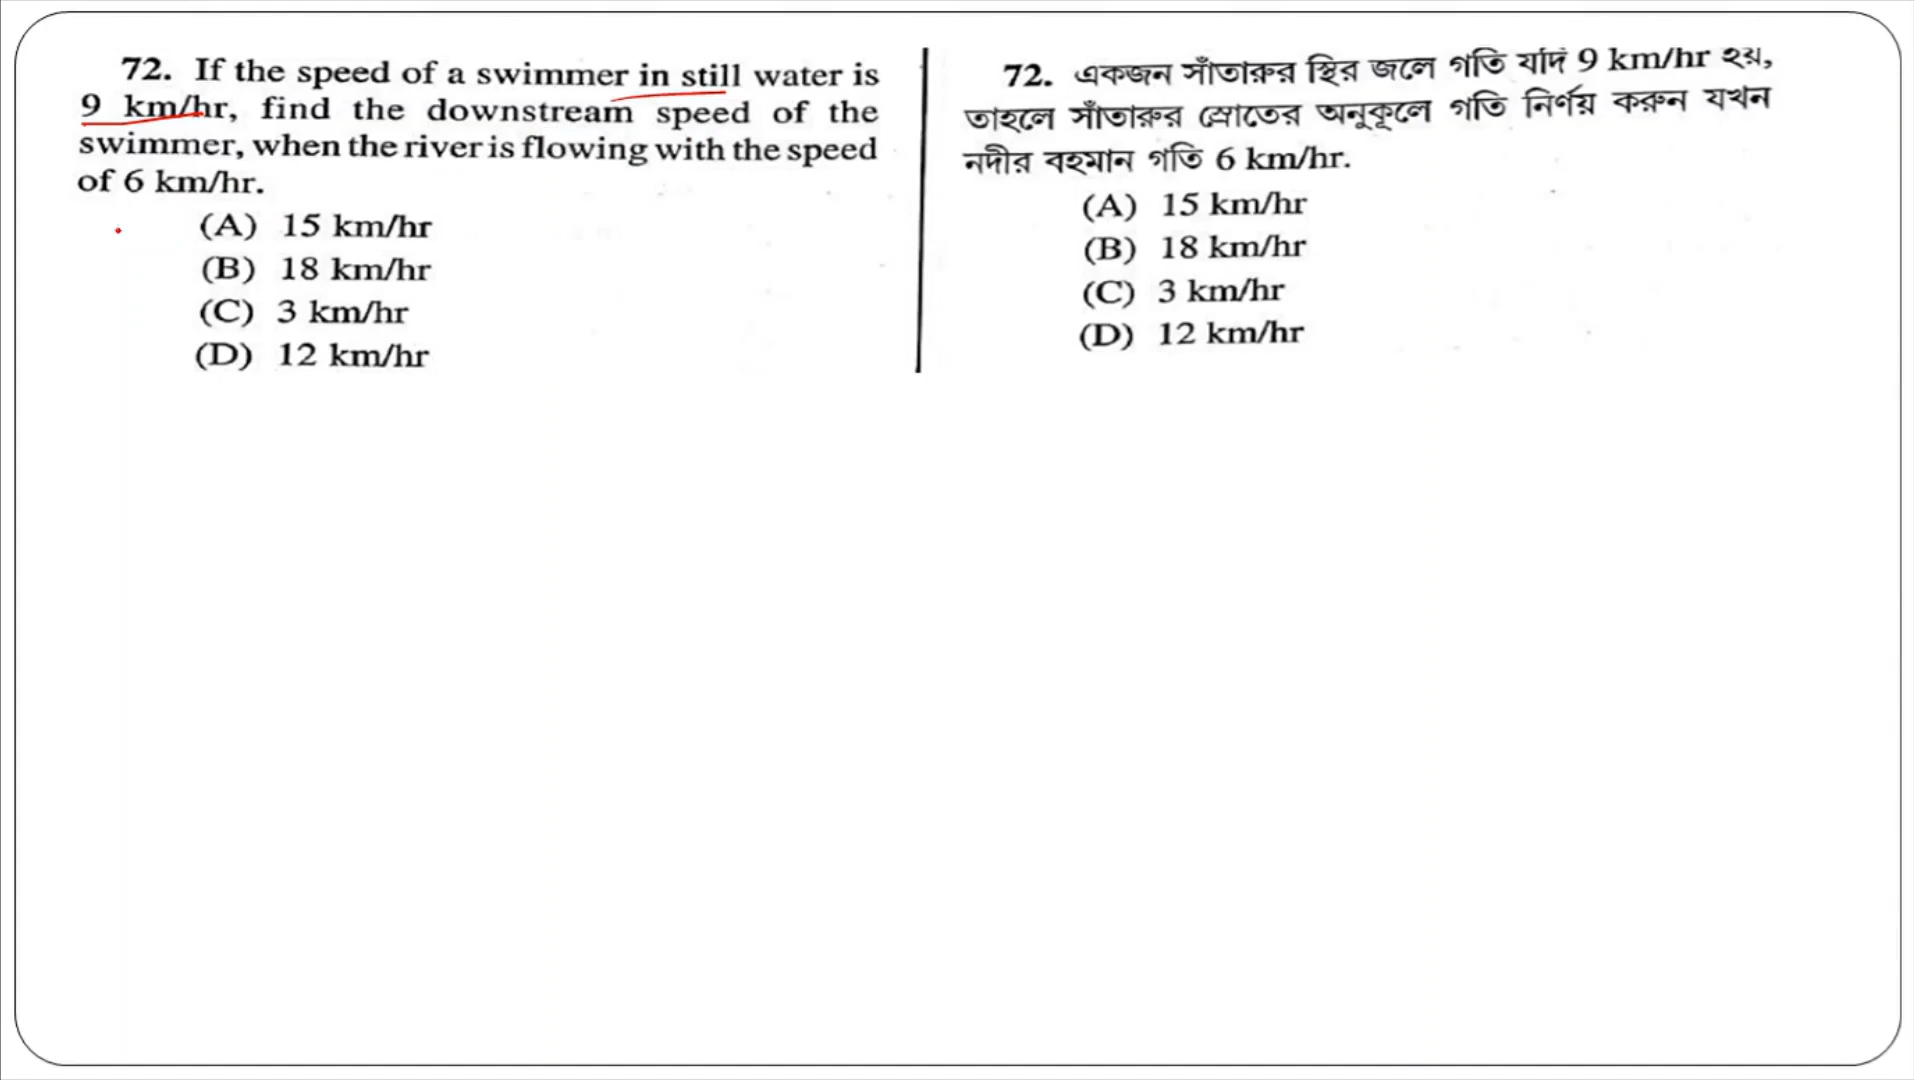 72. If the speed of a swimmer in still water is
9 km/hr, find the downstream speed of the
swimmer, when the river is flowing with the speed
of 6 km/hr.
(A) 15 km/hr
(B) 18 km/hr
(C) 3 km/hr
(D) 12 km/hr
72. একজন সাঁতারুর স্থির জলে গতি যদি 9 km/hr হয়,
তাহলে সাঁতারুর স্রোতের অনুকূলে গতি নির্ণয় করুন যখন
নদীর বহমান গতি 6 km/hr.
(A) 15 km/hr
(B) 18 km/hr
(C) 3 km/hr
(D) 12 km/hr